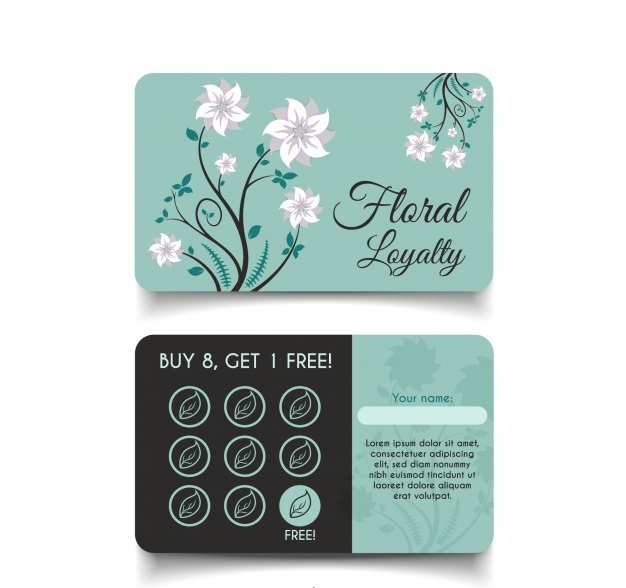 Floral
Loyalty
BUY 8, GET 1 FREE!
FREE!
Your name:
Lorem ipsum dolor sit amet,
consectetuer adipiscing
elit, sed diam nonummy
nibh euismod tincidunt ut
laoreet dolore magna aliquam
erat volutpat.